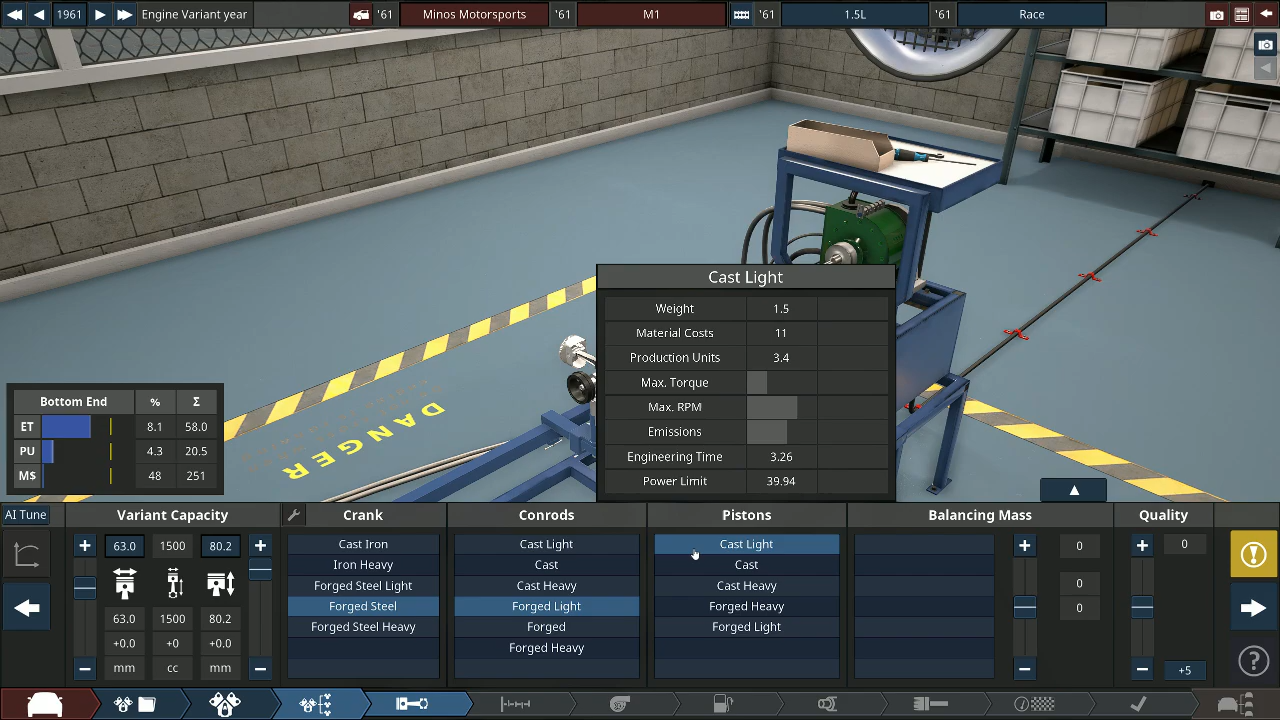 1961 Engine Variant year '61 Minos Motorsports '61 M1 '61 1.5L '61 Race
DANGER
Cast Light
Weight 1.5
Material Costs 11
Production Units 3.4
Max. Torque
Max. RPM
Emissions
Engineering Time 3.26
Power Limit 39.94
Bottom End % Σ
ET 8.1 58.0
PU 4.3 20.5
M$ 48 251
AI Tune Variant Capacity Crank Conrods Pistons Balancing Mass Quality
+ 63.0 1500 80.2 + Cast Iron Cast Light Cast Light + 0 + 0
Iron Heavy Cast Cast
Forged Steel Light Cast Heavy Cast Heavy 0
Forged Steel Forged Light Forged Heavy 0
63.0 1500 80.2 Forged Steel Heavy Forged Forged Light
+0.0 +0 +0.0 Forged Heavy
− mm cc mm − − − +5
?